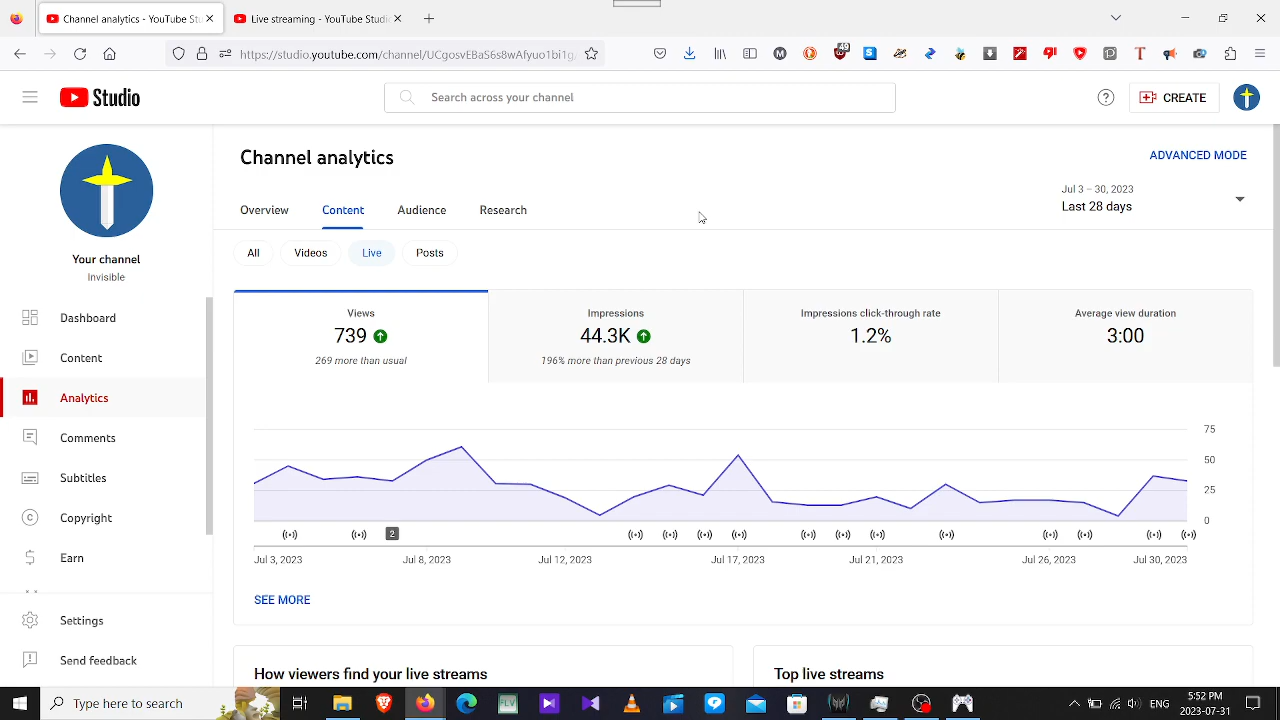 Channel analytics - YouTube Stu
Live streaming - YouTube Studio
https://studio.youtube.com/channel/
49
Studio
Search across your channel
CREATE
Channel analytics
ADVANCED MODE
Jul 3 – 30, 2023
Last 28 days
Overview
Content
Audience
Research
All
Videos
Live
Posts
Your channel
Invisible
Dashboard
Content
Analytics
Comments
Subtitles
Copyright
Earn
Settings
Send feedback
Views
739
269 more than usual
Impressions
44.3K
196% more than previous 28 days
Impressions click-through rate
1.2%
Average view duration
3:00
75
50
25
0
2
Jul 3, 2023
Jul 8, 2023
Jul 12, 2023
Jul 17, 2023
Jul 21, 2023
Jul 26, 2023
Jul 30, 2023
SEE MORE
How viewers find your live streams
Top live streams
Type here to search
FLV
ENG
5:52 PM
2023-07-31